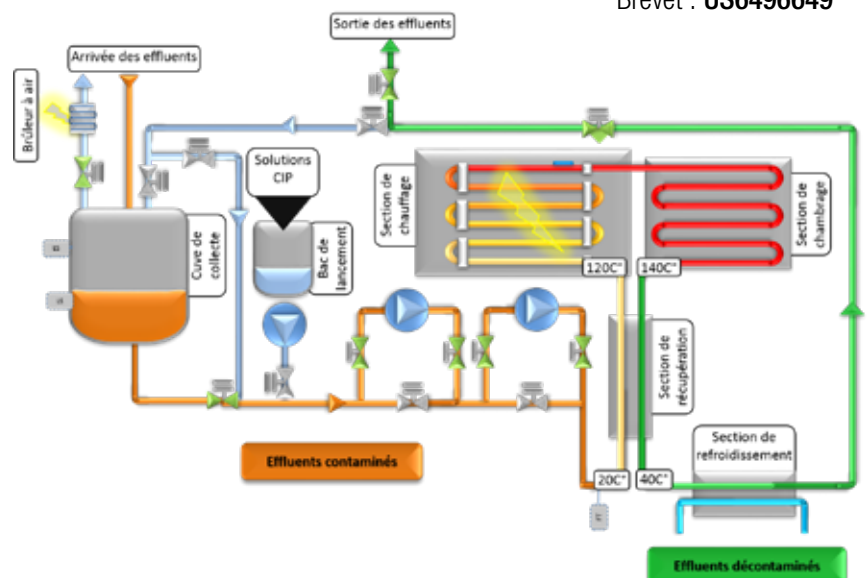 Brevet : US6496649
Sortie des effluents
Arrivée des effluents
Brûleur à air
Solutions
CIP
Section de
chauffage
Section de
chambrage
Cuve de
collecte
Bac de
lancement
120C°
140C°
Section de
récupération
Section de
refroidissement
Effluents contaminés
20C°
40C°
Effluents décontaminés